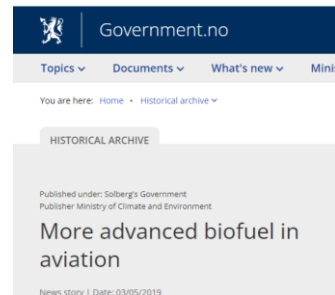 Government.no
Topics Documents What's new
You are here: Home • Historical archive
HISTORICAL ARCHIVE
Published under: Solberg's Government
Publisher Ministry of Climate and Environment
More advanced biofuel in
aviation
News story | Date: 03/05/2019